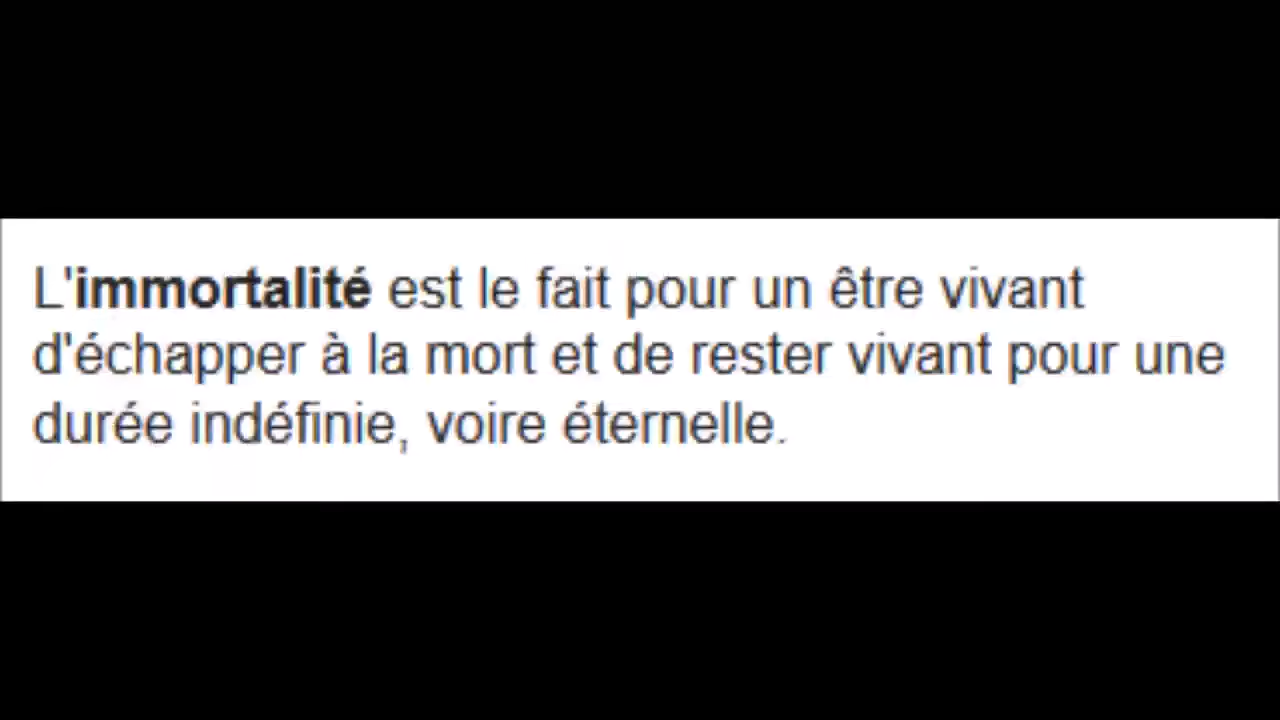 L'immortalité est le fait pour un être vivant
d'échapper à la mort et de rester vivant pour une
durée indéfinie, voire éternelle.